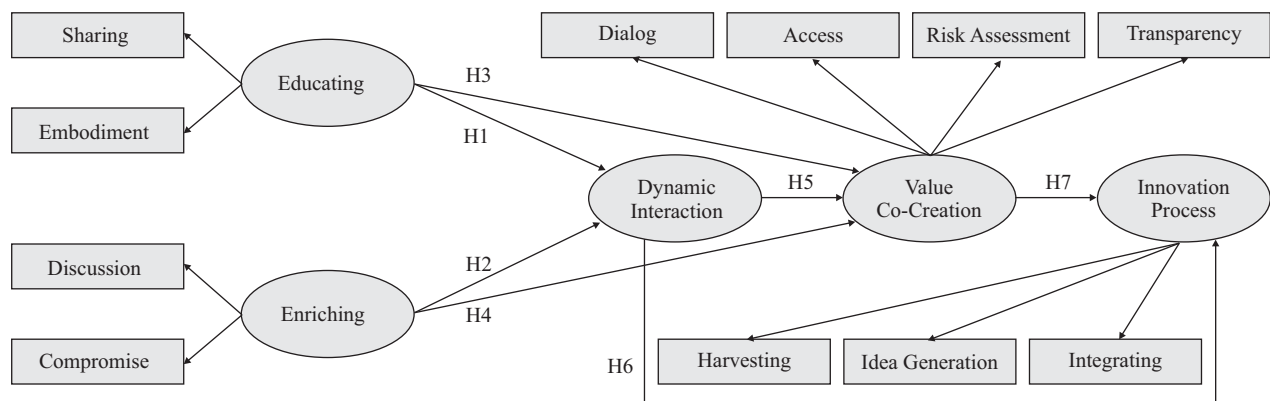 Sharing
Embodiment
Educating
Discussion
Compromise
Enriching
H3
H1
H2
H4
Dialog
Access
Risk Assessment
Transparency
Dynamic
Interaction
H5
Value
Co-Creation
H7
Innovation
Process
H6
Harvesting
Idea Generation
Integrating